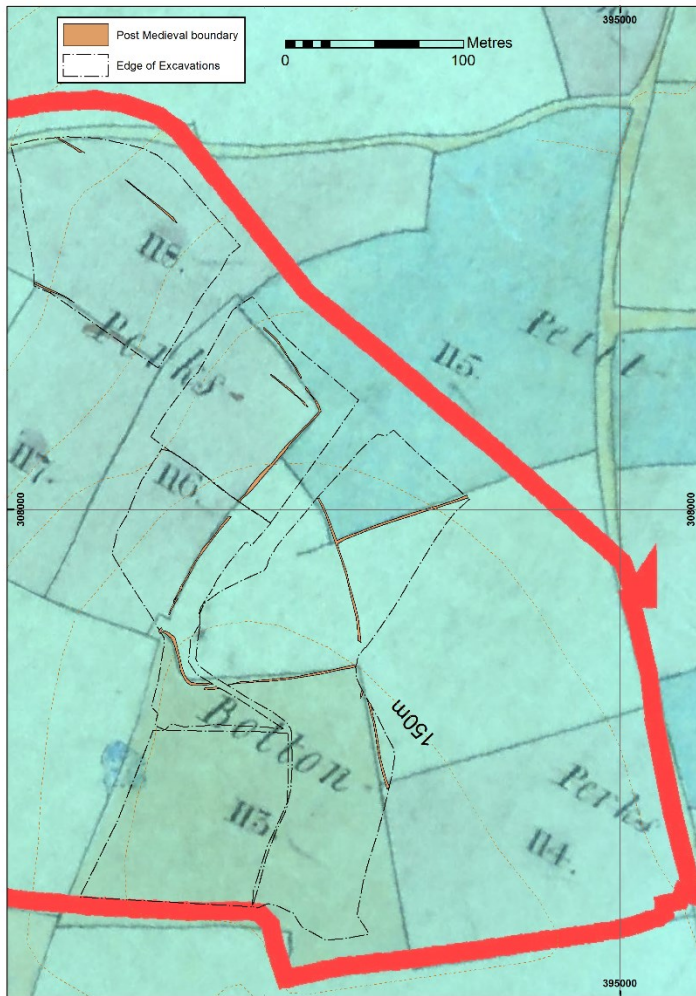 Post Medieval boundary
Edge of Excavations
Metres
0 100
395000
118.
Perks-
Pett-
115.
117.
116.
308000
308000
150m
Botton-
Perks
113.
114.
395000